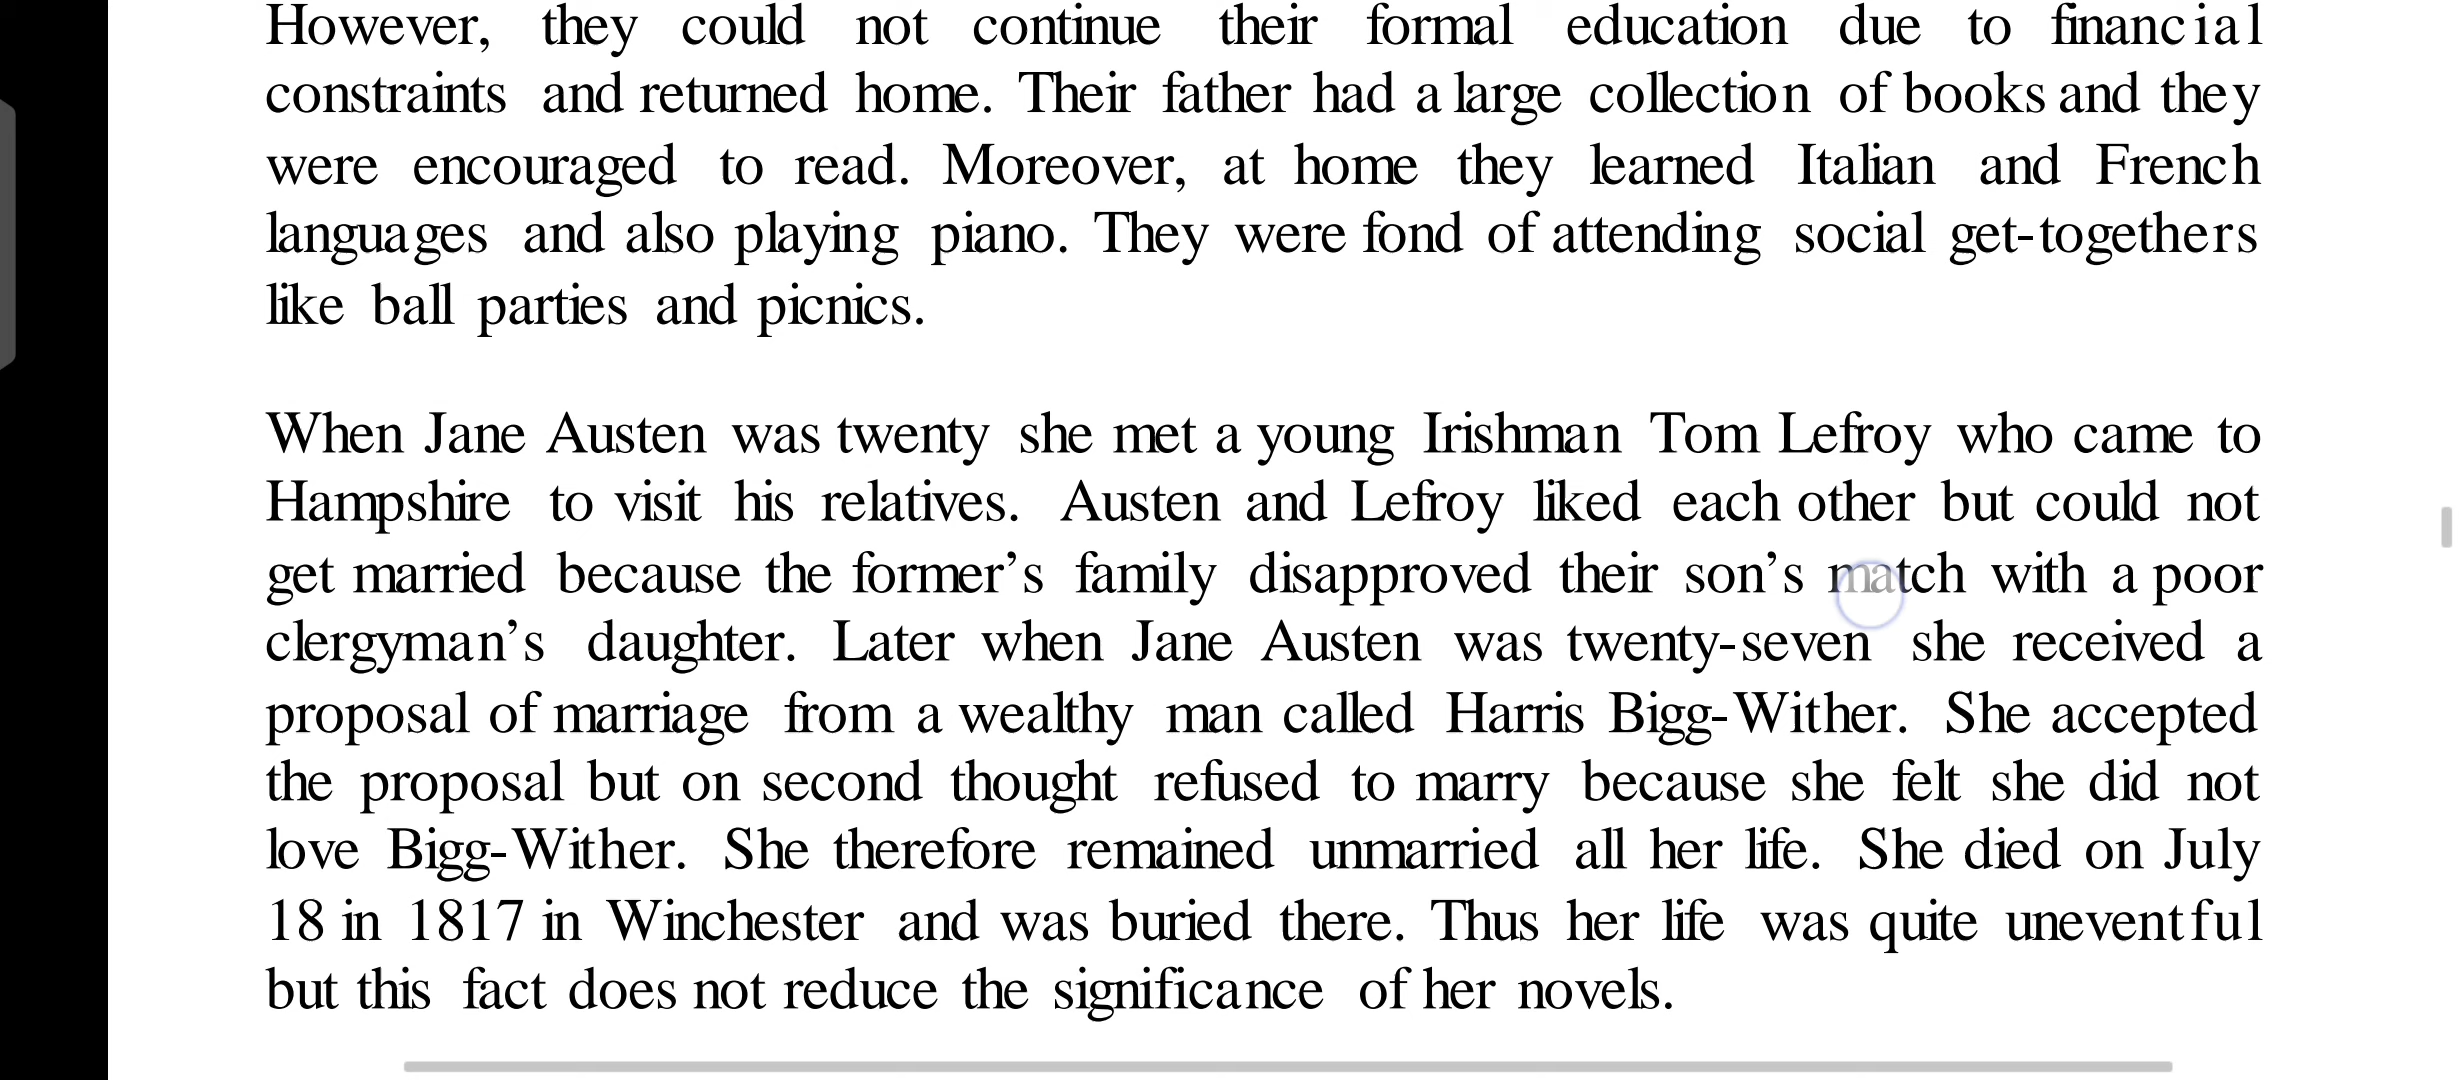 However, they could not continue their formal education due to financial
constraints and returned home. Their father had a large collection of books and they
were encouraged to read. Moreover, at home they learned Italian and French
languages and also playing piano. They were fond of attending social get-togethers
like ball parties and picnics.
When Jane Austen was twenty she met a young Irishman Tom Lefroy who came to
Hampshire to visit his relatives. Austen and Lefroy liked each other but could not
get married because the former’s family disapproved their son’s match with a poor
clergyman’s daughter. Later when Jane Austen was twenty-seven she received a
proposal of marriage from a wealthy man called Harris Bigg-Wither. She accepted
the proposal but on second thought refused to marry because she felt she did not
love Bigg-Wither. She therefore remained unmarried all her life. She died on July
18 in 1817 in Winchester and was buried there. Thus her life was quite uneventful
but this fact does not reduce the significance of her novels.